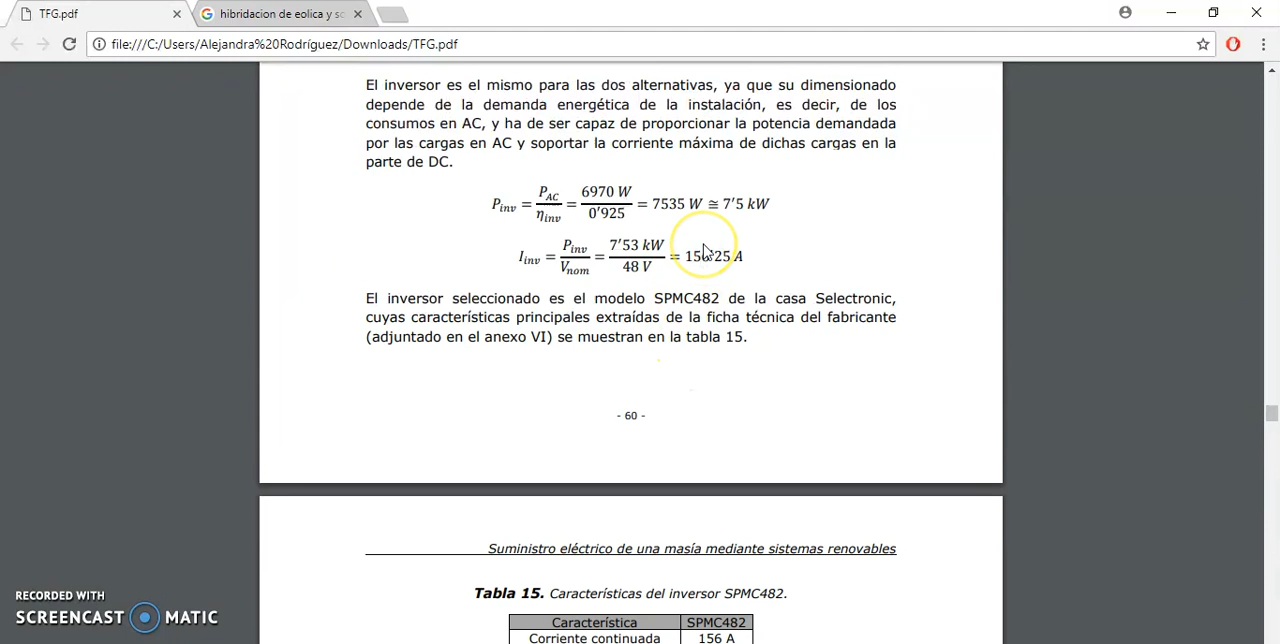 TFG.pdf
hibridacion de eolica y so
file:///C:/Users/Alejandra%20Rodríguez/Downloads/TFG.pdf
El inversor es el mismo para las dos alternativas, ya que su dimensionado
depende de la demanda energética de la instalación, es decir, de los
consumos en AC, y ha de ser capaz de proporcionar la potencia demandada
por las cargas en AC y soportar la corriente máxima de dichas cargas en la
parte de DC.
P_inv = P_AC / η_inv = 6970 W / 0'925 = 7535 W ≅ 7'5 kW
I_inv = P_inv / V_nom = 7'53 kW / 48 V =
El inversor seleccionado es el modelo SPMC482 de la casa Selectronic,
cuyas características principales extraídas de la ficha técnica del fabricante
(adjuntado en el anexo VI) se muestran en la tabla 15.
- 60 -
Suministro eléctrico de una masía mediante sistemas renovables
Tabla 15. Características del inversor SPMC482.
Característica SPMC482
Corriente continuada 156 A
RECORDED WITH
SCREENCAST MATIC